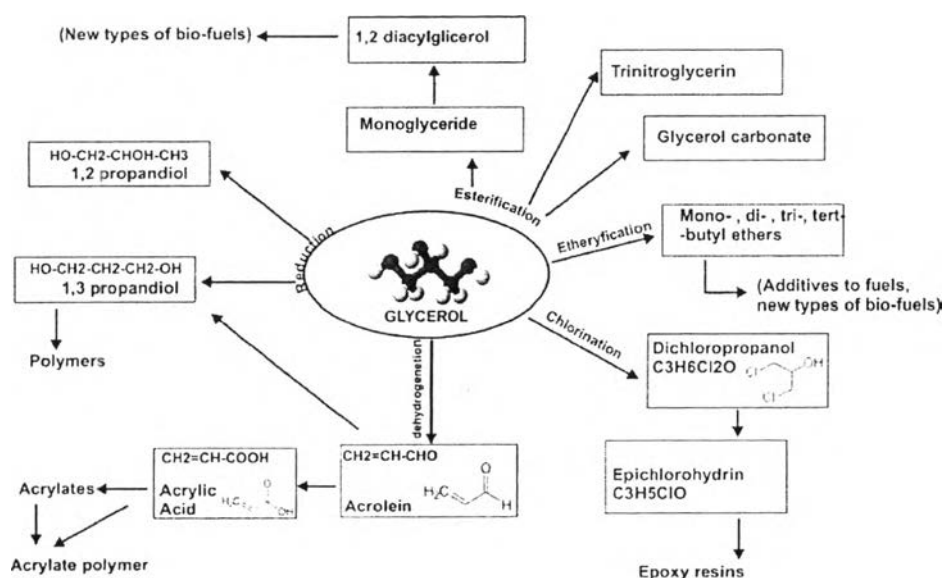 (New types of bio-fuels)
1,2 diacylglicerol
Trinitroglycerin
Monoglyceride
Glycerol carbonate
HO-CH2-CHOH-CH3
1,2 propandiol
Esterification
Mono- , di- , tri-, tert-
-butyl ethers
Etheryfication
Reduction
HO-CH2-CH2-CH2-OH
1,3 propandiol
(Additives to fuels,
new types of bio-fuels)
GLYCEROL
Chlorination
Polymers
Dichloropropanol
C3H6Cl2O
OH
Cl
Cl
dehydrogenetion
CH2=CH-COOH
CH2=CH-CHO
Epichlorohydrin
C3H5ClO
Acrylates
Acrylic
Acid
H2C
O
OH
Acrolein
H2C
O
H
Acrylate polymer
Epoxy resins